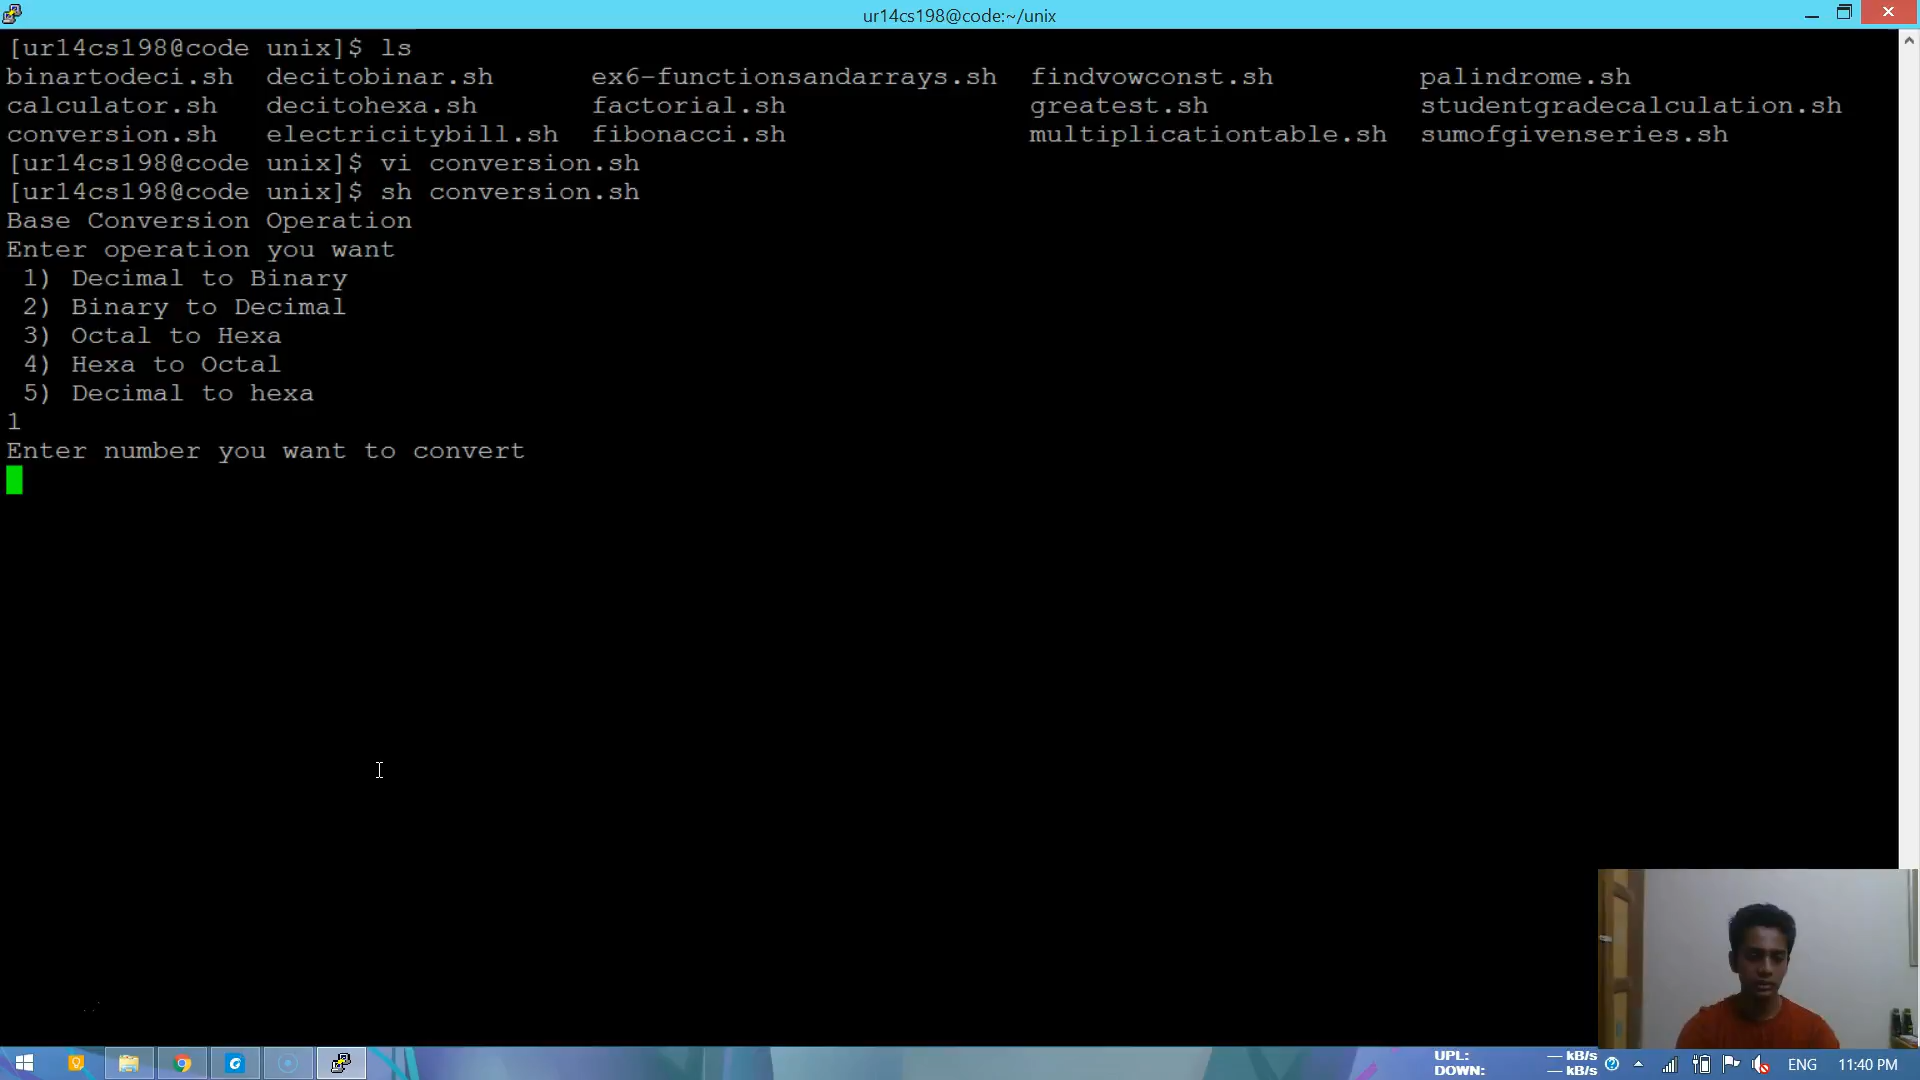 ur14cs198@code:~/unix
[ur14cs198@code unix]$ ls
binartodeci.sh decitobinar.sh ex6-functionsandarrays.sh findvowconst.sh palindrome.sh
calculator.sh decitohexa.sh factorial.sh greatest.sh studentgradecalculation.sh
conversion.sh electricitybill.sh fibonacci.sh multiplicationtable.sh sumofgivenseries.sh
[ur14cs198@code unix]$ vi conversion.sh
[ur14cs198@code unix]$ sh conversion.sh
Base Conversion Operation
Enter operation you want
1) Decimal to Binary
2) Binary to Decimal
3) Octal to Hexa
4) Hexa to Octal
5) Decimal to hexa
1
Enter number you want to convert
UPL: — kB/s
DOWN: — kB/s
ENG 11:40 PM